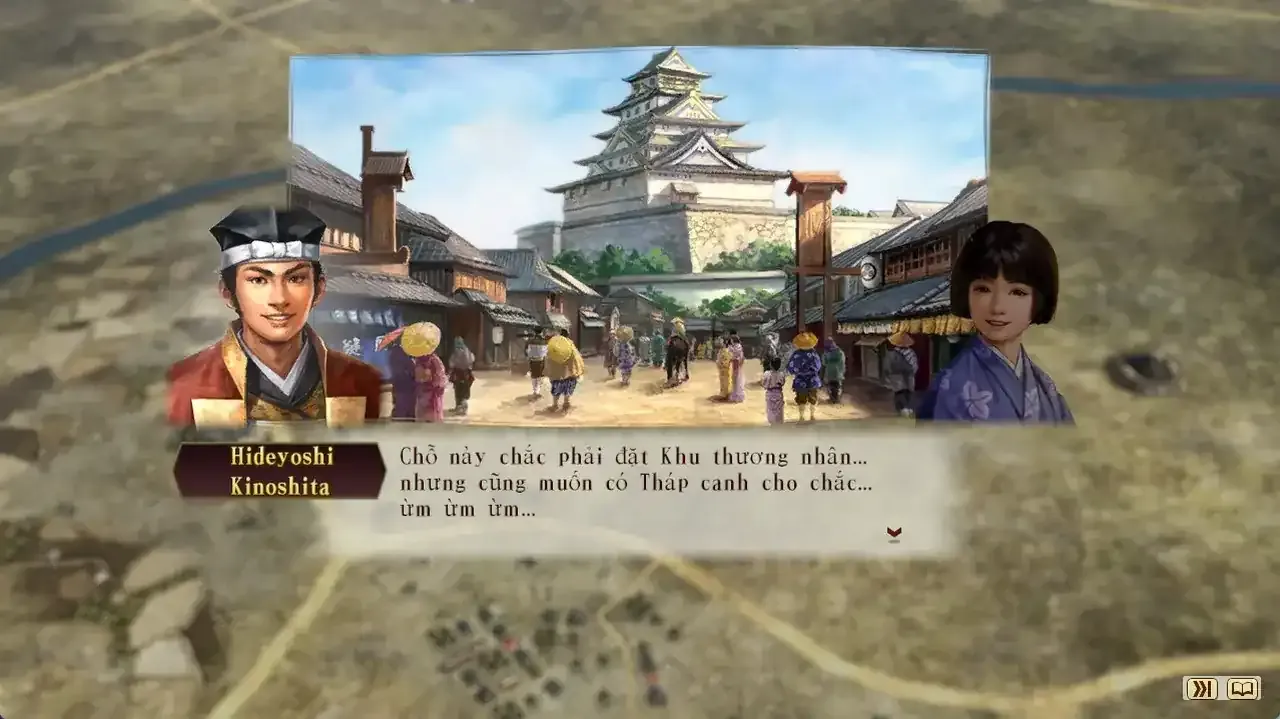 Hideyoshi
Kinoshita
Chỗ này chắc phải đặt Khu thương nhân...
nhưng cũng muốn có Tháp canh cho chắc...
ừm ừm ừm...